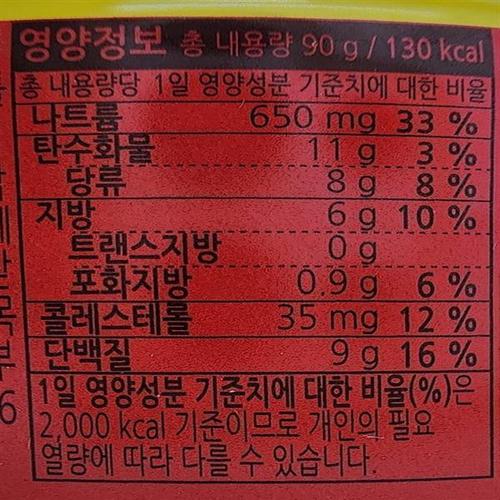 영양정보 총 내용량 90 g / 130 kcal
총 내용량당 1일 영양성분 기준치에 대한 비율
나트륨 650 mg 33 %
탄수화물 11 g 3 %
당류 8 g 8 %
지방 6 g 10 %
트랜스지방 0 g
포화지방 0.9 g 6 %
콜레스테롤 35 mg 12 %
단백질 9 g 16 %
1일 영양성분 기준치에 대한 비율(%)은
2,000 kcal 기준이므로 개인의 필요
열량에 따라 다를 수 있습니다.
6